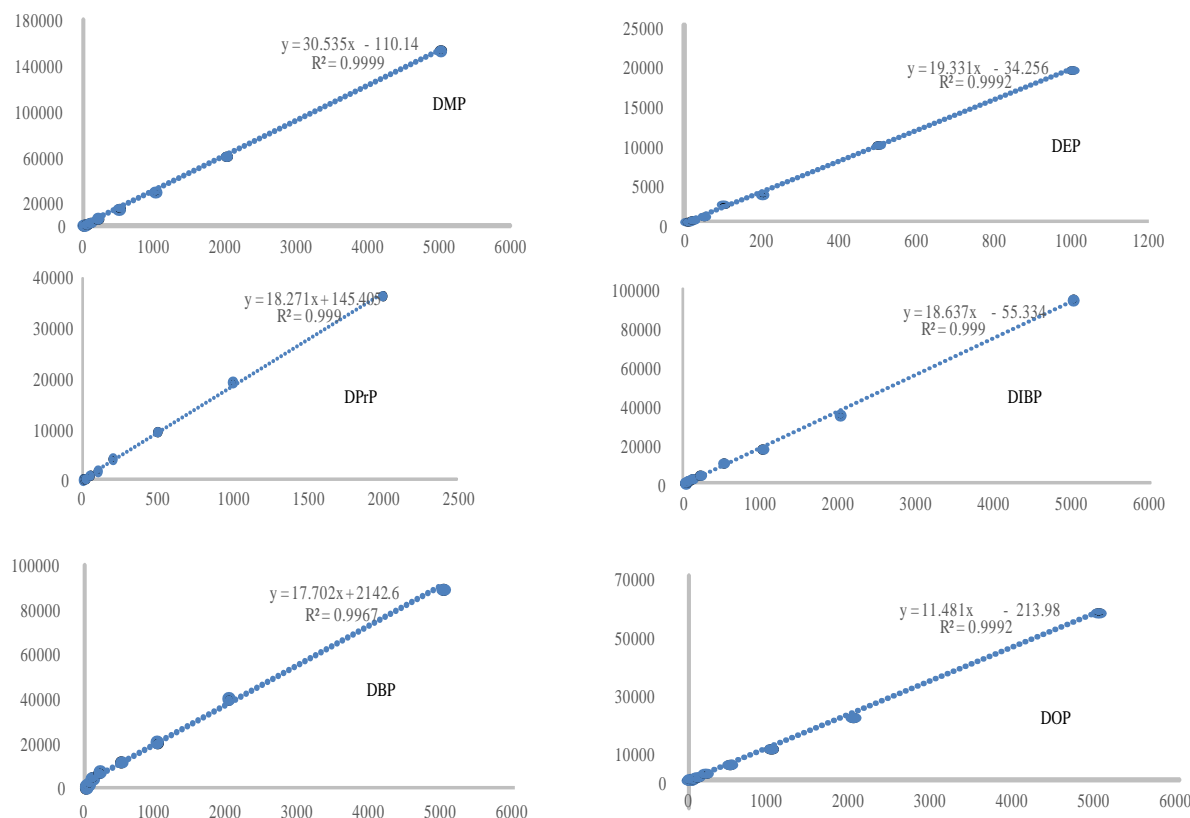 180000
140000
100000
60000
20000
0
0 1000 2000 3000 4000 5000 6000
y = 30.535x - 110.14
R² = 0.9999
DMP
25000
20000
15000
10000
5000
0
0 200 400 600 800 1000 1200
y = 19.331x - 34.256
R² = 0.9992
DEP
40000
30000
20000
10000
0
0 500 1000 1500 2000 2500
y = 18.271x + 145.405
R² = 0.999
DPrP
100000
80000
60000
40000
20000
0
0 1000 2000 3000 4000 5000 6000
y = 18.637x - 55.334
R² = 0.999
DIBP
100000
80000
60000
40000
20000
0
0 1000 2000 3000 4000 5000 6000
y = 17.702x + 2142.6
R² = 0.9967
DBP
70000
50000
30000
10000
0
0 1000 2000 3000 4000 5000 6000
y = 11.481x - 213.98
R² = 0.9992
DOP